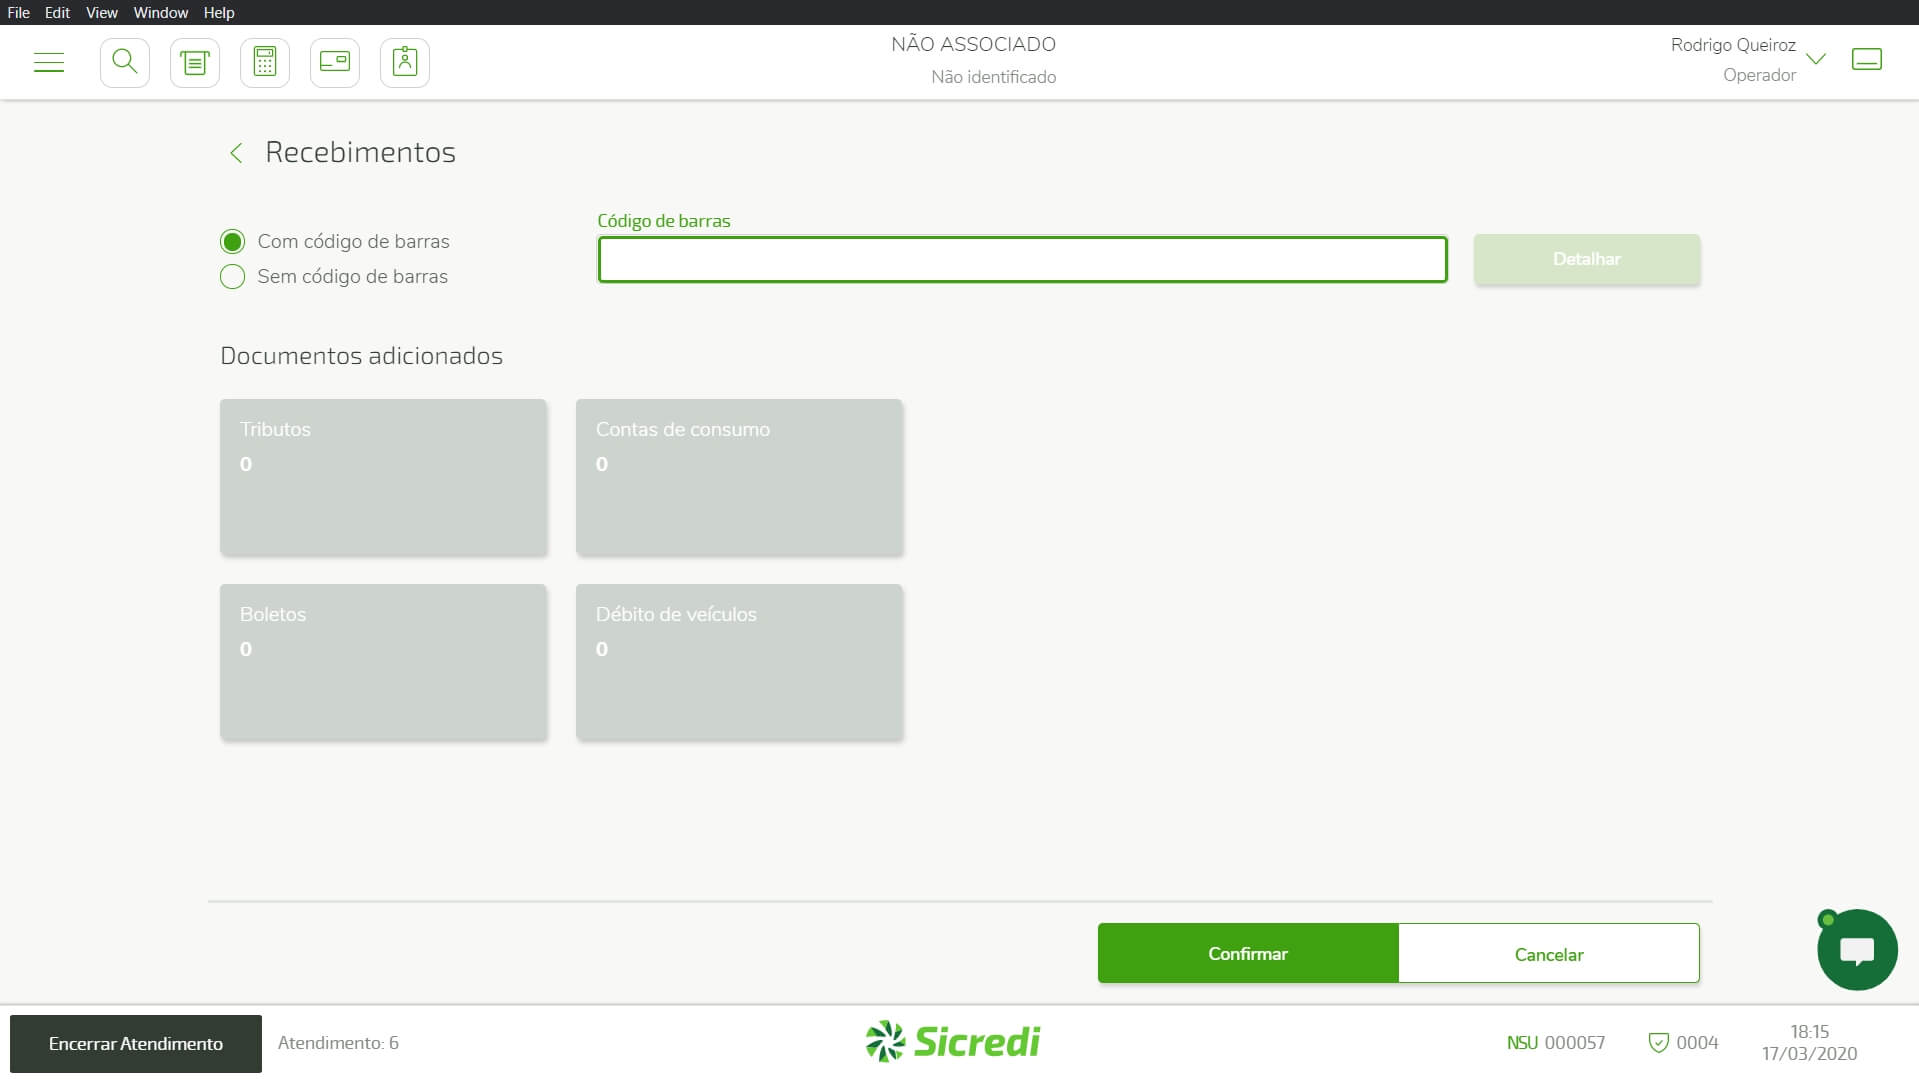 File Edit View Window Help
NÃO ASSOCIADO
Não identificado
Rodrigo Queiroz
Operador
Recebimentos
Com código de barras
Sem código de barras
Código de barras
Detalhar
Documentos adicionados
Tributos
0
Contas de consumo
0
Boletos
0
Débito de veículos
0
Confirmar
Cancelar
Encerrar Atendimento
Atendimento: 6
Sicredi
NSU 000057
0004
18:15
17/03/2020